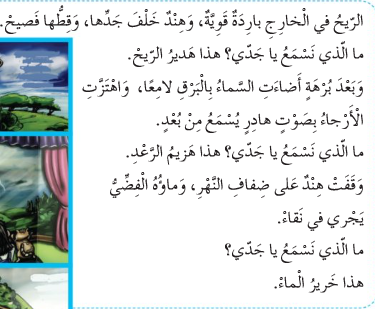 الرّيحُ في الْخارِجِ بارِدَةٌ قَوِيَّةٌ، وَهِنْدٌ خَلْفَ جَدِّها، وَقِطُّها فَصيحْ.
ما الّذي نَسْمَعُ يا جَدّي؟ هذا هَديرُ الرّيحْ.
وَبَعْدَ بُرْهَةٍ أَضاءَتِ السَّماءُ بِالْبَرْقِ لامِعًا، وَاهْتَزَّتِ
الْأَرْجاءُ بِصَوْتٍ هادِرٍ يُسْمَعُ مِنْ بُعْدِ.
ما الّذي نَسْمَعُ يا جَدّي؟ هذا هَزيمُ الرَّعْدِ.
وَقَفَتْ هِنْدٌ عَلى ضِفافِ النَّهْرِ، وَماؤُهُ الْفِضِّيُّ
يَجْري في نَقاءْ.
ما الّذي نَسْمَعُ يا جَدّي؟
هذا خَريرُ الْماءْ.